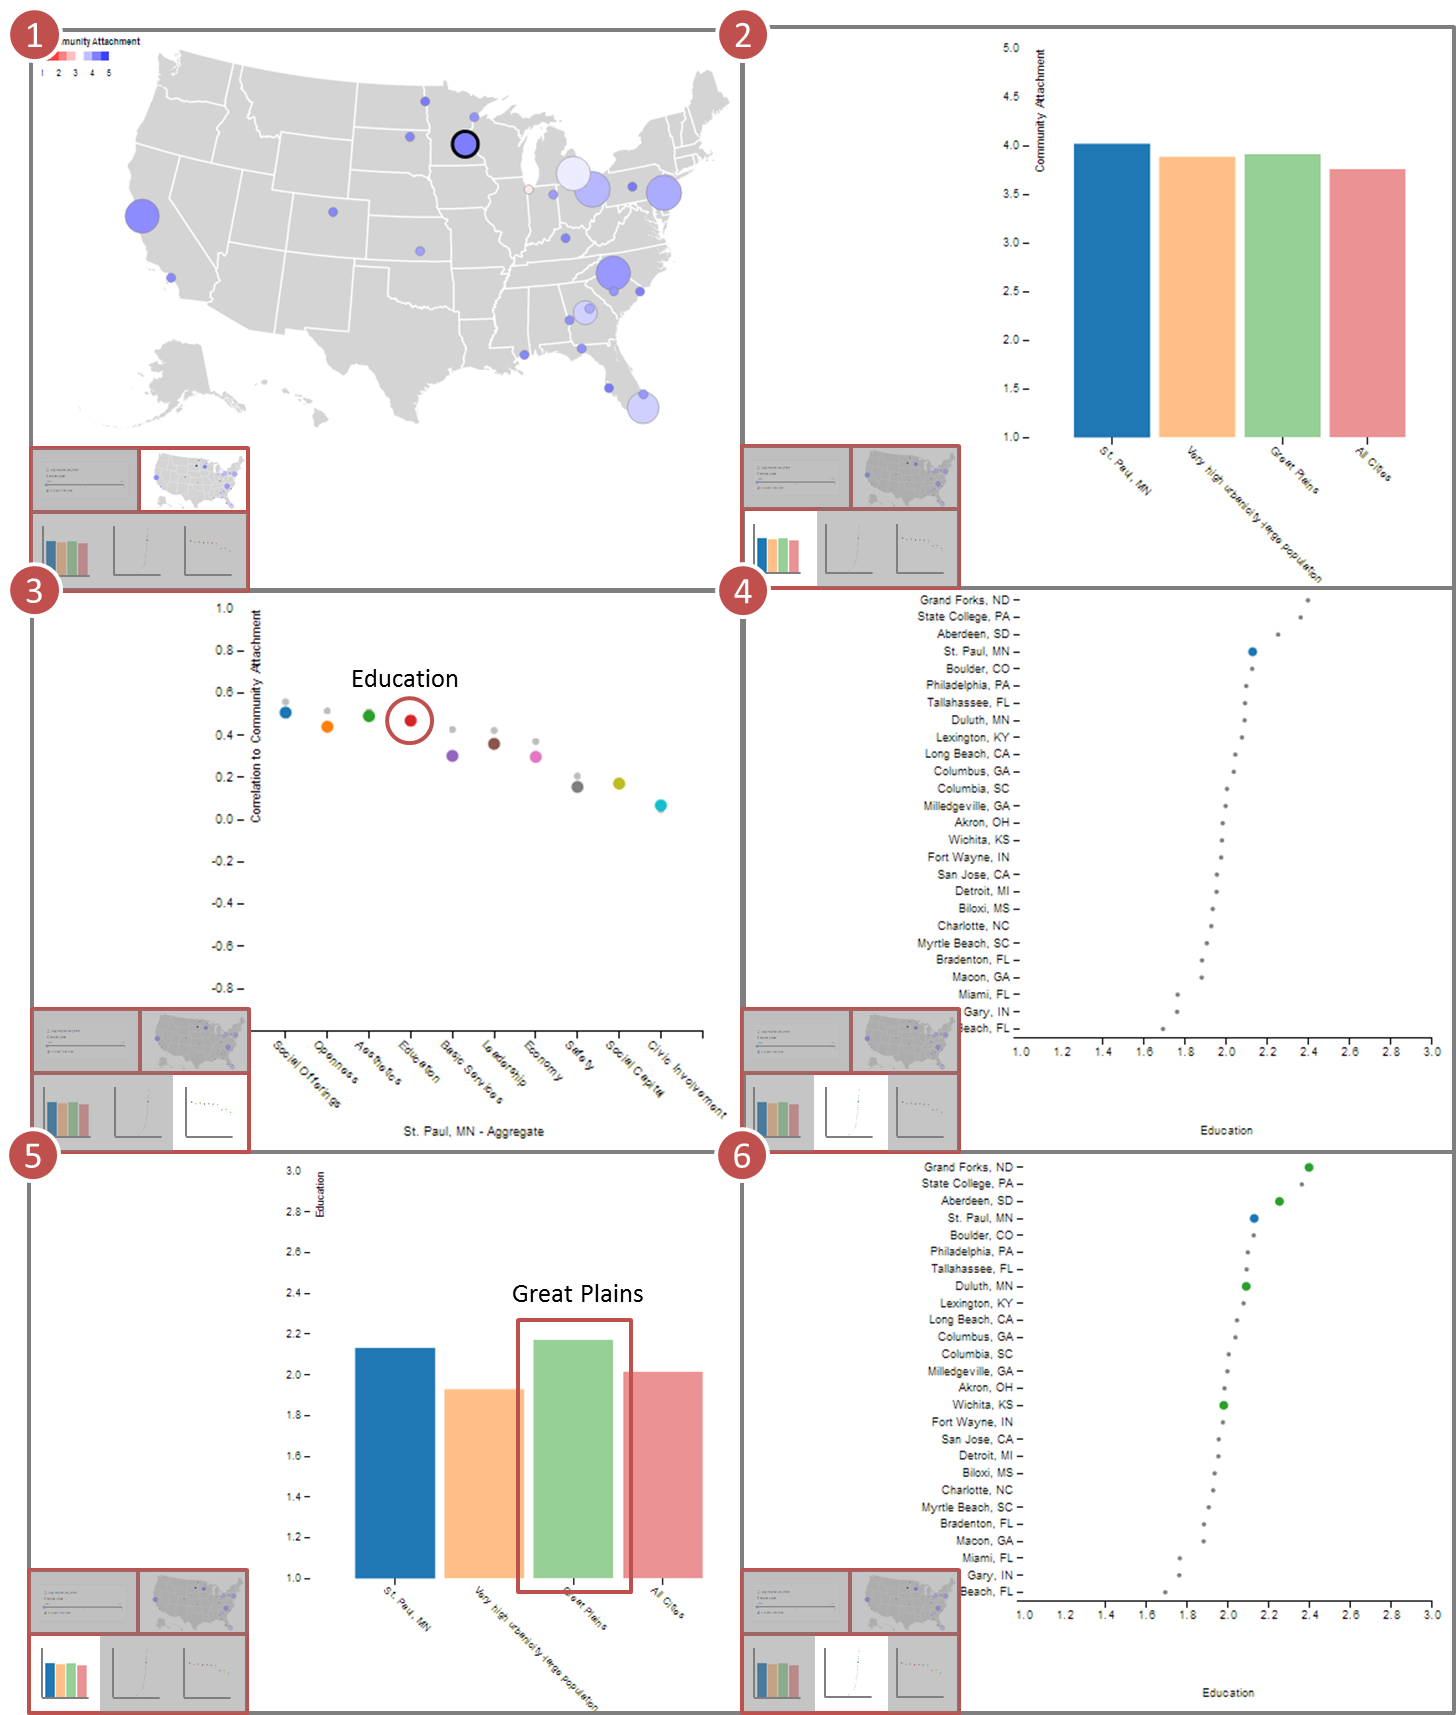 1
munity Attachment
1 2 3 4 5
2
5.0
4.5
4.0
3.5
3.0
2.5
2.0
1.5
1.0
Community Attachment
St. Paul, MN
Very high urbanicity-large population
Great Plains
All Cities
3
1.0
0.8
0.6
0.4
0.2
0.0
-0.2
-0.4
-0.6
-0.8
Correlation to Community Attachment
Education
Social Offerings
Openness
Aesthetics
Education
Basic Services
Leadership
Economy
Safety
Social Capital
Civic Involvement
St. Paul, MN - Aggregate
4
Grand Forks, ND
State College, PA
Aberdeen, SD
St. Paul, MN
Boulder, CO
Philadelphia, PA
Tallahassee, FL
Duluth, MN
Lexington, KY
Long Beach, CA
Columbus, GA
Columbia, SC
Milledgeville, GA
Akron, OH
Wichita, KS
Fort Wayne, IN
San Jose, CA
Detroit, MI
Biloxi, MS
Charlotte, NC
Myrtle Beach, SC
Bradenton, FL
Macon, GA
Miami, FL
Gary, IN
Beach, FL
1.0 1.2 1.4 1.6 1.8 2.0 2.2 2.4 2.6 2.8 3.0
Education
5
3.0
2.8
2.6
2.4
2.2
2.0
1.8
1.6
1.4
1.2
1.0
Education
Great Plains
St. Paul, MN
Very high urbanicity-large population
Great Plains
All Cities
6
Grand Forks, ND
State College, PA
Aberdeen, SD
St. Paul, MN
Boulder, CO
Philadelphia, PA
Tallahassee, FL
Duluth, MN
Lexington, KY
Long Beach, CA
Columbus, GA
Columbia, SC
Milledgeville, GA
Akron, OH
Wichita, KS
Fort Wayne, IN
San Jose, CA
Detroit, MI
Biloxi, MS
Charlotte, NC
Myrtle Beach, SC
Bradenton, FL
Macon, GA
Miami, FL
Gary, IN
Beach, FL
1.0 1.2 1.4 1.6 1.8 2.0 2.2 2.4 2.6 2.8 3.0
Education